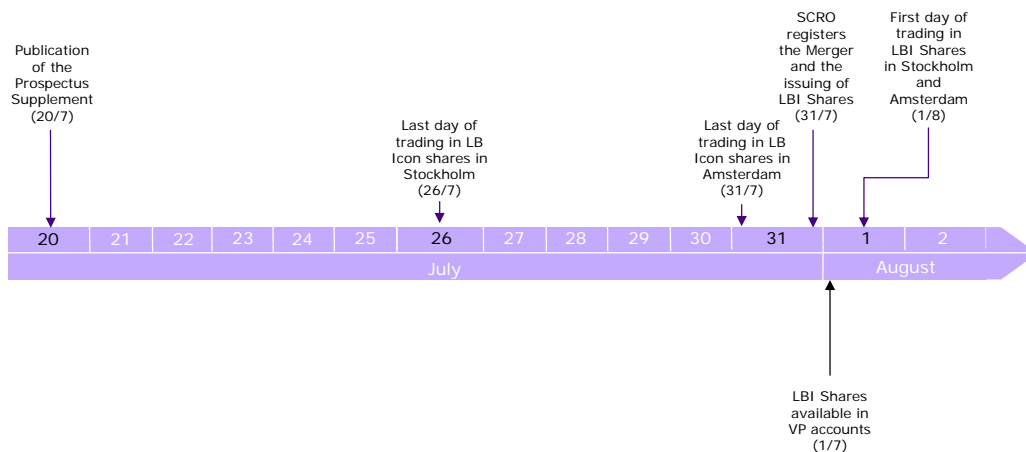 Publication
of the
Prospectus
Supplement
(20/7)
Last day of
trading in LB
Icon shares in
Stockholm
(26/7)
Last day of
trading in LB
Icon shares in
Amsterdam
(31/7)
SCRO
registers
the Merger
and the
issuing of
LBI Shares
(31/7)
First day of
trading in
LBI Shares
in Stockholm
and
Amsterdam
(1/8)
20 21 22 23 24 25 26 27 28 29 30 31 1 2
July August
LBI Shares
available in
VP accounts
(1/7)